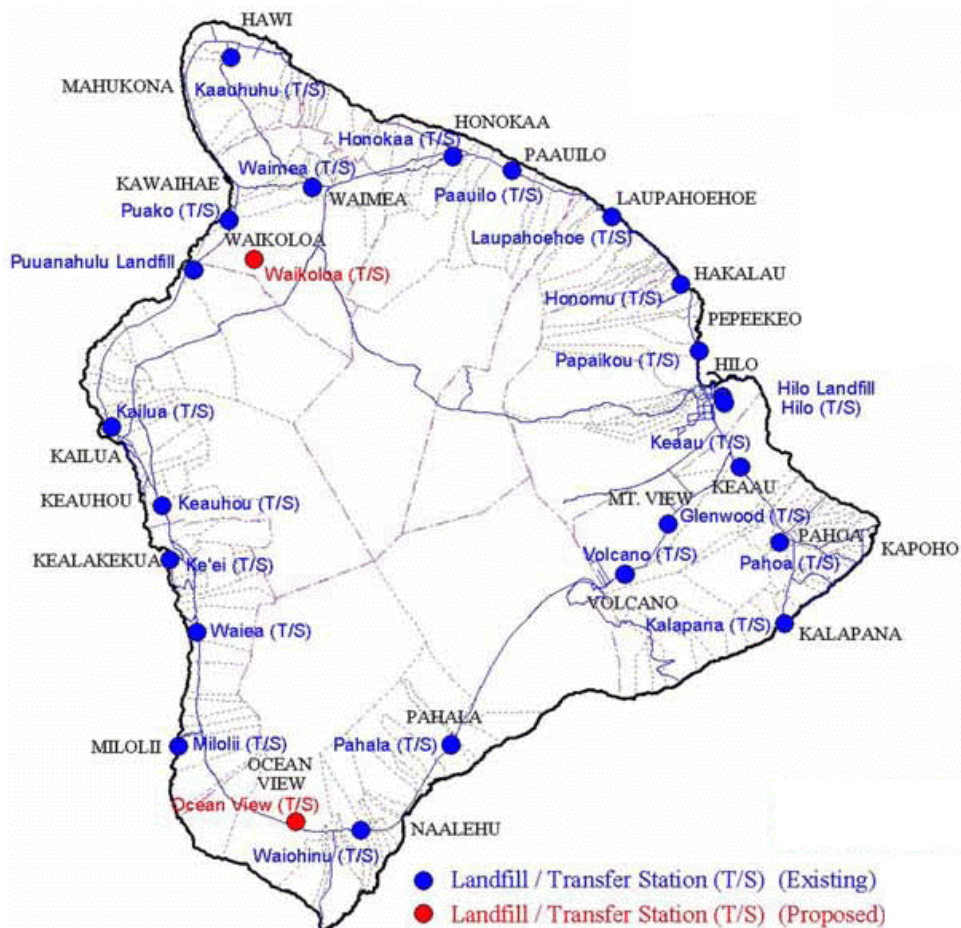 HAWI
MAHUKONA
Kaauhuhu (T/S)
HONOKAA
Honokaa (T/S)
PAAUILO
Waimea (T/S)
KAWAIHAE
WAIMEA
Paauilo (T/S)
LAUPAHOEHOE
Puako (T/S)
WAIKOLOA
Laupahoehoe (T/S)
Puuanahulu Landfill
Waikoloa (T/S)
HAKALAU
Honomu (T/S)
PEPEEKEO
Papaikou (T/S)
HILO
Hilo Landfill
Hilo (T/S)
Kailua (T/S)
Keaau (T/S)
KAILUA
KEAUHOU
Keauhou (T/S)
MT. VIEW
KEAAU
Glenwood (T/S)
PAHOA
KAPOHO
KEALAKEKUA
Ke'ei (T/S)
Volcano (T/S)
Pahoa (T/S)
VOLCANO
Waiea (T/S)
Kalapana (T/S)
KALAPANA
PAHALA
MILOLII
Milolii (T/S)
Pahala (T/S)
OCEAN
VIEW
Ocean View (T/S)
NAALEHU
Waiohinu (T/S)
Landfill / Transfer Station (T/S) (Existing)
Landfill / Transfer Station (T/S) (Proposed)